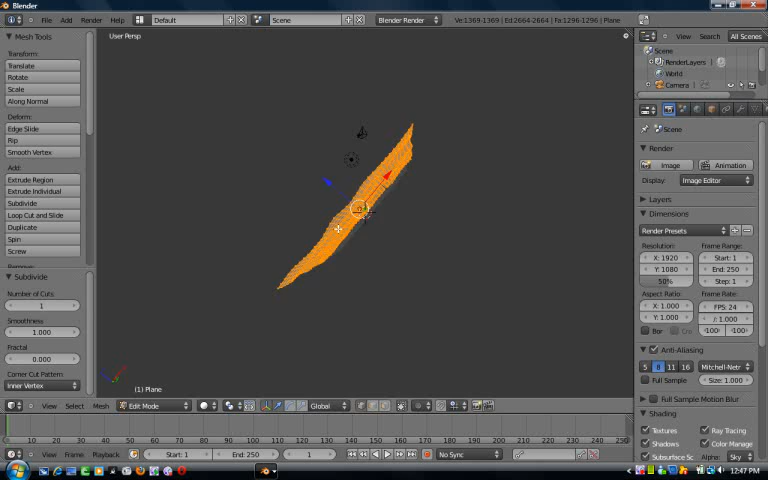 Blender
File Add Render Help Default Scene Blender Render Ve:1369-1369 | Ed:2664-2664 | Fa:1296-1296 | Plane
Mesh Tools
Transform:
Translate
Rotate
Scale
Along Normal
Deform:
Edge Slide
Rip
Smooth Vertex
Add:
Extrude Region
Extrude Individual
Subdivide
Loop Cut and Slide
Duplicate
Spin
Screw
Subdivide
Number of Cuts
1
Smoothness
1.000
Fractal
0.000
Corner Cut Pattern
Inner Vertex
User Persp
(1) Plane
View Select Mesh Edit Mode Global
View Search All Scenes
Scene
RenderLayers
World
Camera
Scene
Render
Image Animation
Display: Image Editor
Layers
Dimensions
Render Presets
Resolution: Frame Range:
X: 1920 Start: 1
Y: 1080 End: 250
50% Step: 1
Aspect Ratio: Frame Rate:
X: 1.000 FPS: 24
Y: 1.000 /: 1.000
Bor 100 100
Anti-Aliasing
5 8 11 16 Mitchell-Netr
Full Sample Size: 1.000
Full Sample Motion Blur
Shading
Textures Ray Tracing
Shadows Color Manage
Subsurface Sc Alpha: Sky
0 10 20 30 40 50 60 70 80 90 100 110 120 130 140 150 160 170 180 190 200 210 220 230 240 250
View Frame Playback Start: 1 End: 250 1 No Sync
12:47 PM